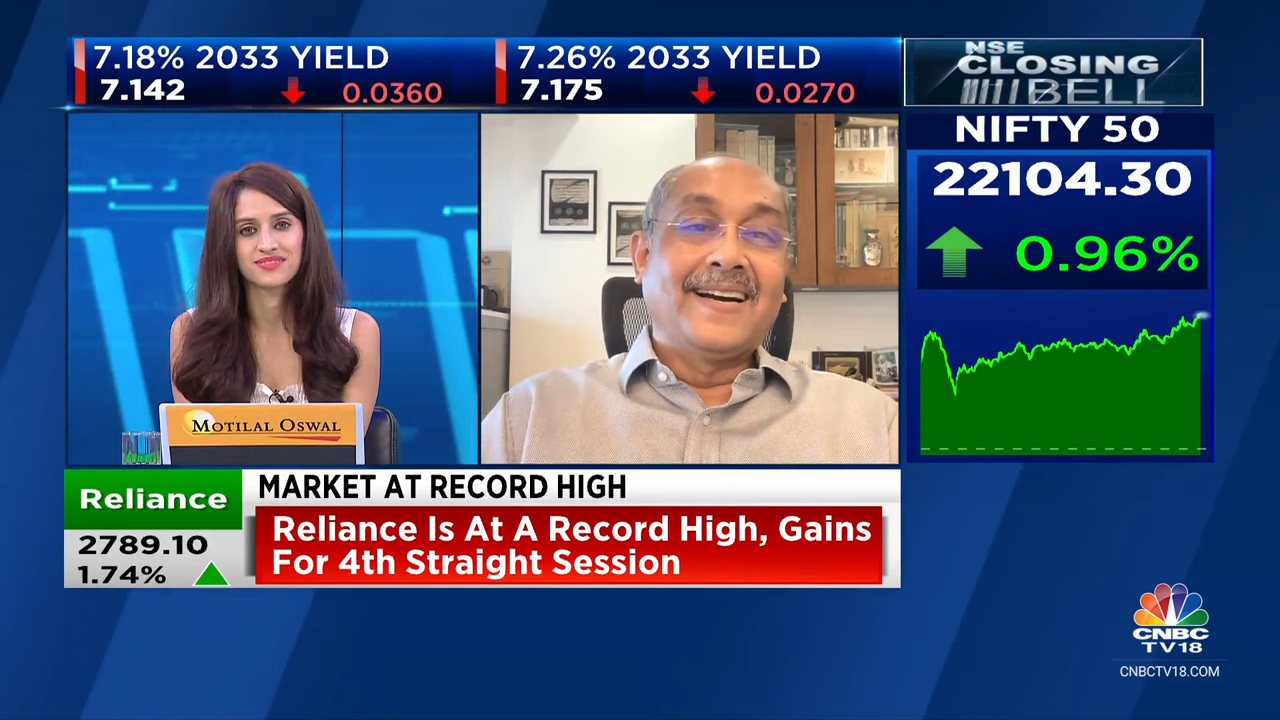 7.18% 2033 YIELD
7.142 0.0360
7.26% 2033 YIELD
7.175 0.0270
NSE
CLOSING
BELL
NIFTY 50
22104.30
0.96%
MOTILAL OSWAL
Reliance
2789.10
1.74%
MARKET AT RECORD HIGH
Reliance Is At A Record High, Gains
For 4th Straight Session
CNBC
TV18
CNBCTV18.COM